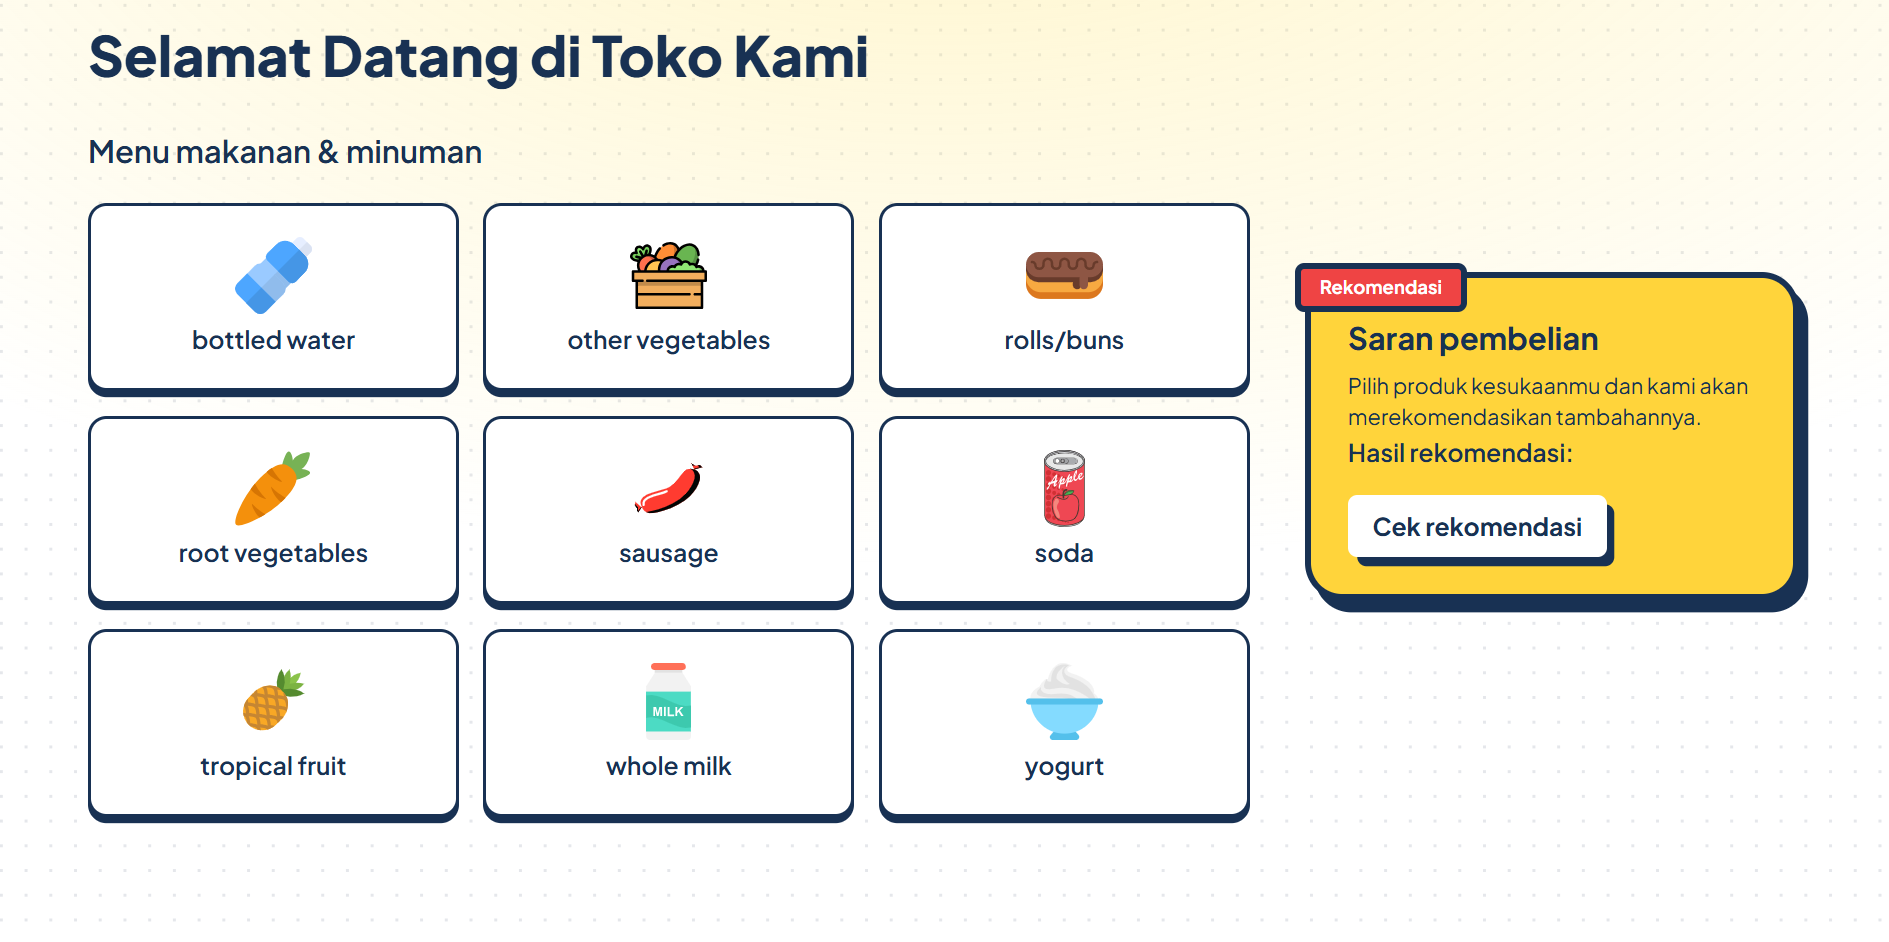 Selamat Datang di Toko Kami
Menu makanan & minuman
bottled water
other vegetables
rolls/buns
root vegetables
sausage
Apple
soda
tropical fruit
MILK
whole milk
yogurt
Rekomendasi
Saran pembelian
Pilih produk kesukaanmu dan kami akan
merekomendasikan tambahannya.
Hasil rekomendasi:
Cek rekomendasi